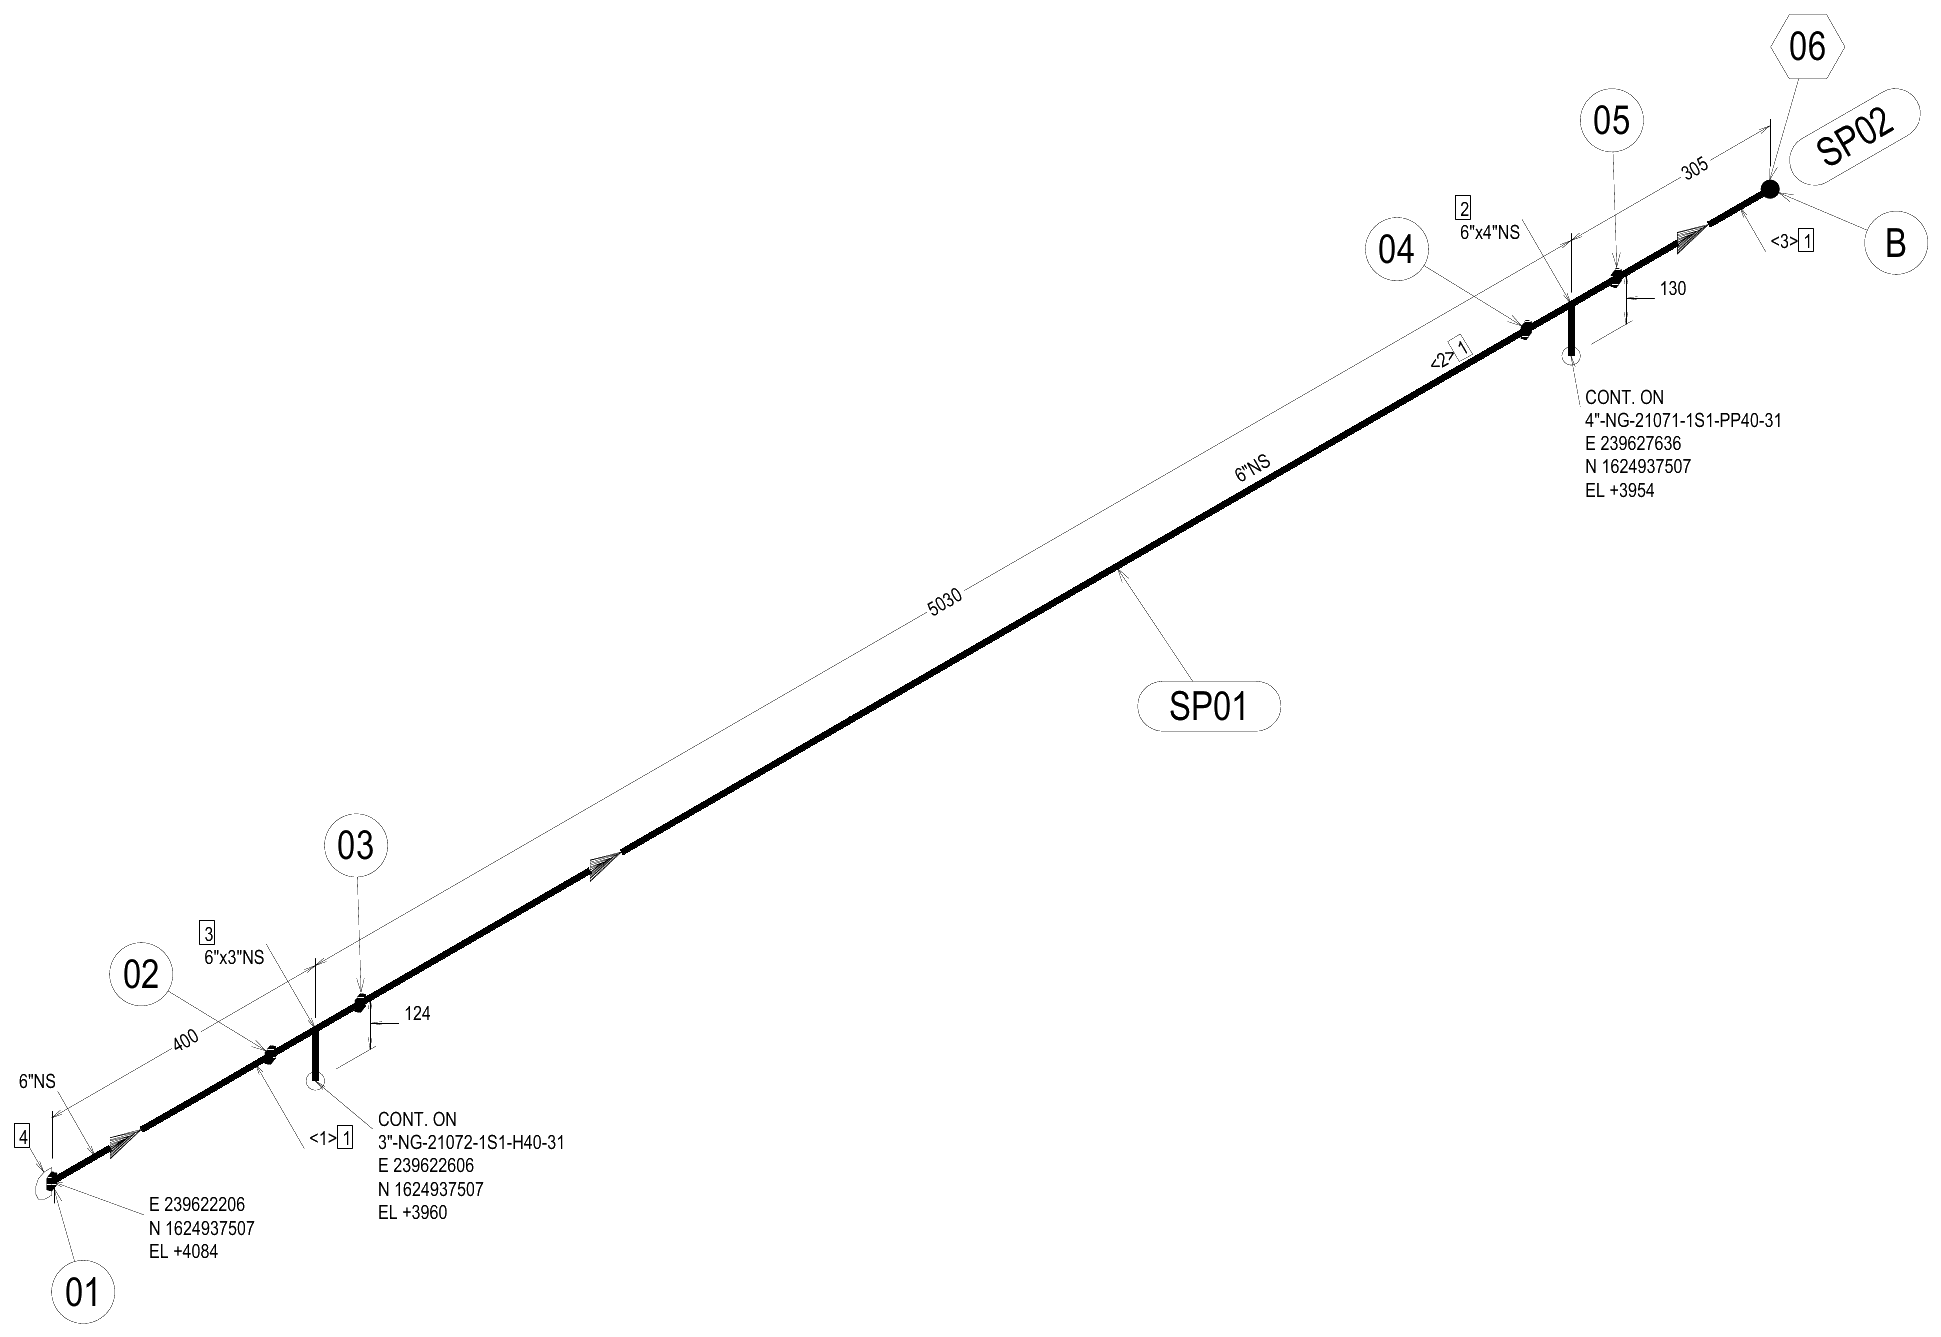 06
05
SP02
305
2
6"x4"NS
04
<3> 1
B
130
<2> 1
CONT. ON
4"-NG-21071-1S1-PP40-31
E 239627636
N 1624937507
EL +3954
6"NS
5030
SP01
03
3
6"x3"NS
02
124
400
6"NS
4
<1> 1
CONT. ON
3"-NG-21072-1S1-H40-31
E 239622606
N 1624937507
EL +3960
E 239622206
N 1624937507
EL +4084
01